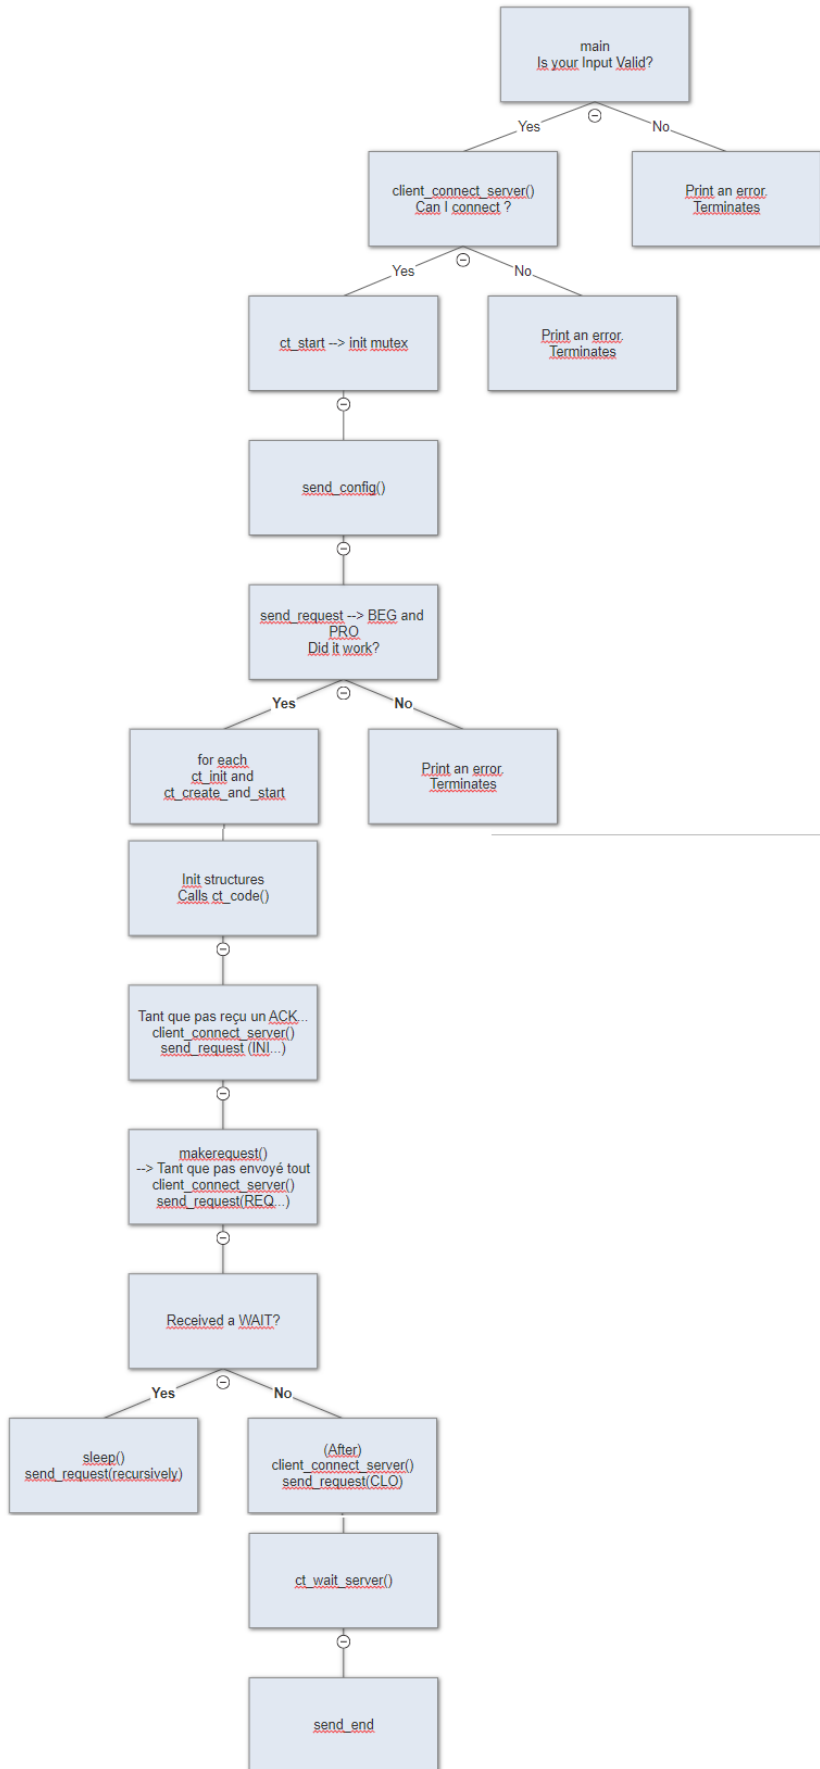 main
Is your Input Valid?
Yes
No
client_connect_server()
Can I connect ?
Print an error.
Terminates
Yes
No
ct_start --> init mutex
Print an error.
Terminates
send_config()
send_request --> BEG and
PRO
Did it work?
Yes
No
for each
ct_init and
ct_create_and_start
Print an error.
Terminates
Init structures
Calls ct_code()
Tant que pas reçu un ACK...
client_connect_server()
send_request (INI...)
makerequest()
--> Tant que pas envoyé tout
client_connect_server()
send_request(REQ...)
Received a WAIT?
Yes
No
sleep()
send_request(recursively)
(After)
client_connect_server()
send_request(CLO)
ct_wait_server()
send_end